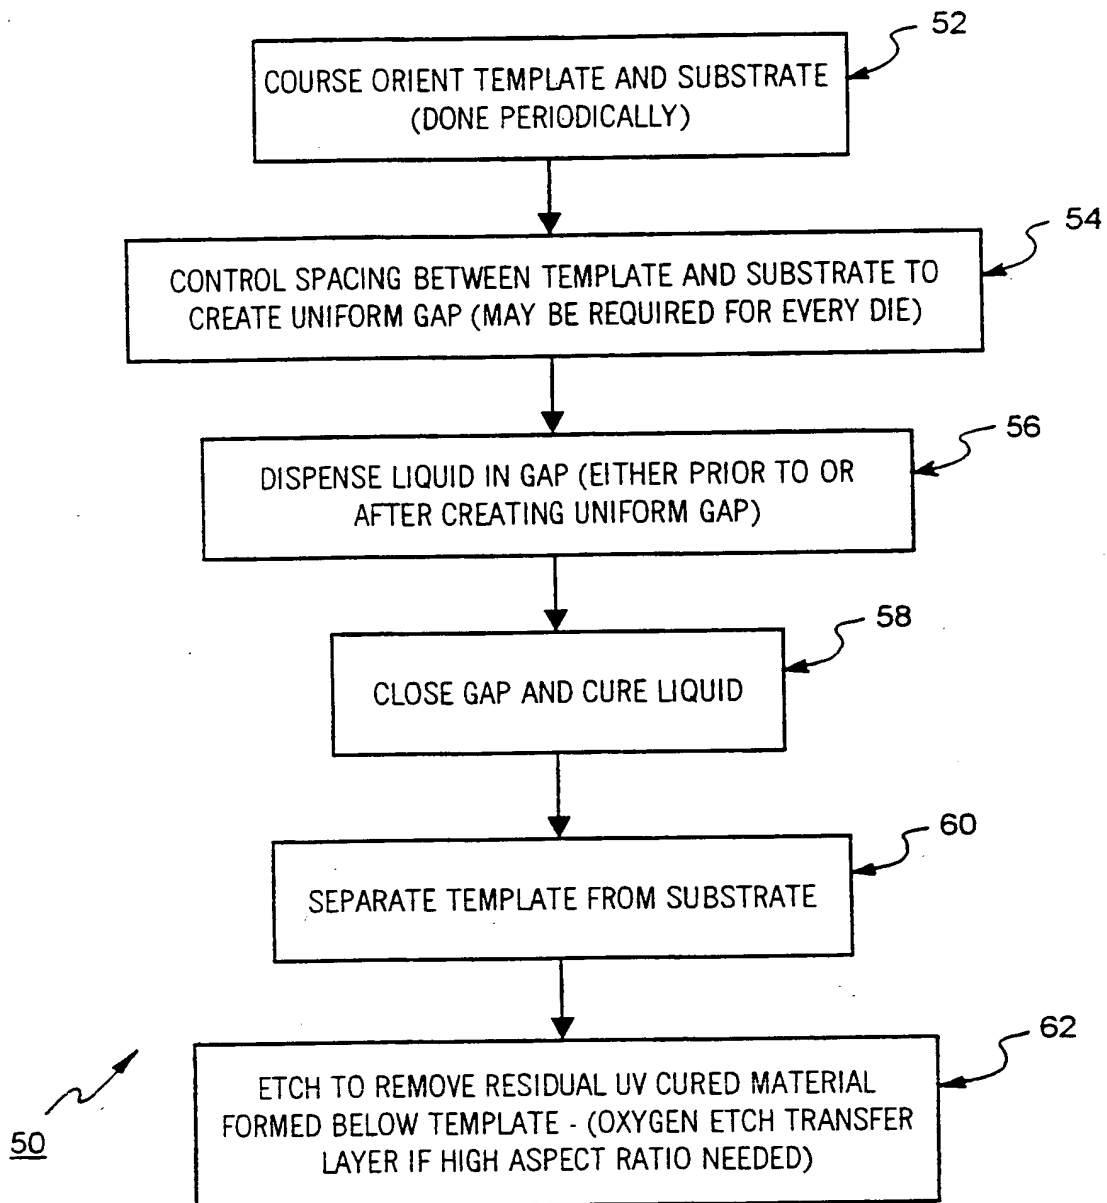 52
COURSE ORIENT TEMPLATE AND SUBSTRATE
(DONE PERIODICALLY)
54
CONTROL SPACING BETWEEN TEMPLATE AND SUBSTRATE TO
CREATE UNIFORM GAP (MAY BE REQUIRED FOR EVERY DIE)
56
DISPENSE LIQUID IN GAP (EITHER PRIOR TO OR
AFTER CREATING UNIFORM GAP)
58
CLOSE GAP AND CURE LIQUID
60
SEPARATE TEMPLATE FROM SUBSTRATE
62
ETCH TO REMOVE RESIDUAL UV CURED MATERIAL
FORMED BELOW TEMPLATE - (OXYGEN ETCH TRANSFER
LAYER IF HIGH ASPECT RATIO NEEDED)
50